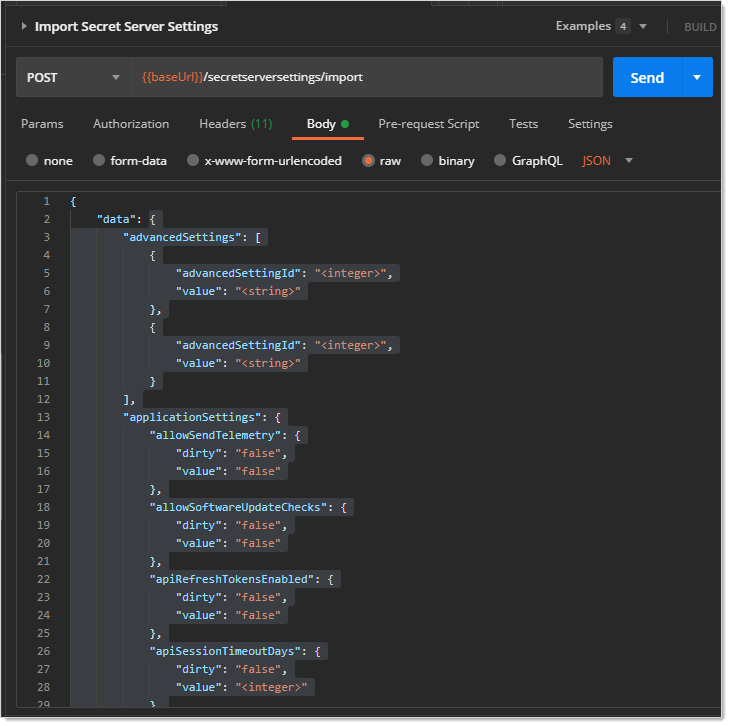 Import Secret Server Settings Examples 4 BUILD
POST {{baseUrl}}/secretserversettings/import Send
Params Authorization Headers (11) Body Pre-request Script Tests Settings
none form-data x-www-form-urlencoded raw binary GraphQL JSON
1 {
2 "data": {
3 "advancedSettings": [
4 {
5 "advancedSettingId": "<integer>",
6 "value": "<string>"
7 },
8 {
9 "advancedSettingId": "<integer>",
10 "value": "<string>"
11 }
12 ],
13 "applicationSettings": {
14 "allowSendTelemetry": {
15 "dirty": "false",
16 "value": "false"
17 },
18 "allowSoftwareUpdateChecks": {
19 "dirty": "false",
20 "value": "false"
21 },
22 "apiRefreshTokensEnabled": {
23 "dirty": "false",
24 "value": "false"
25 },
26 "apiSessionTimeoutDays": {
27 "dirty": "false",
28 "value": "<integer>"
29 }